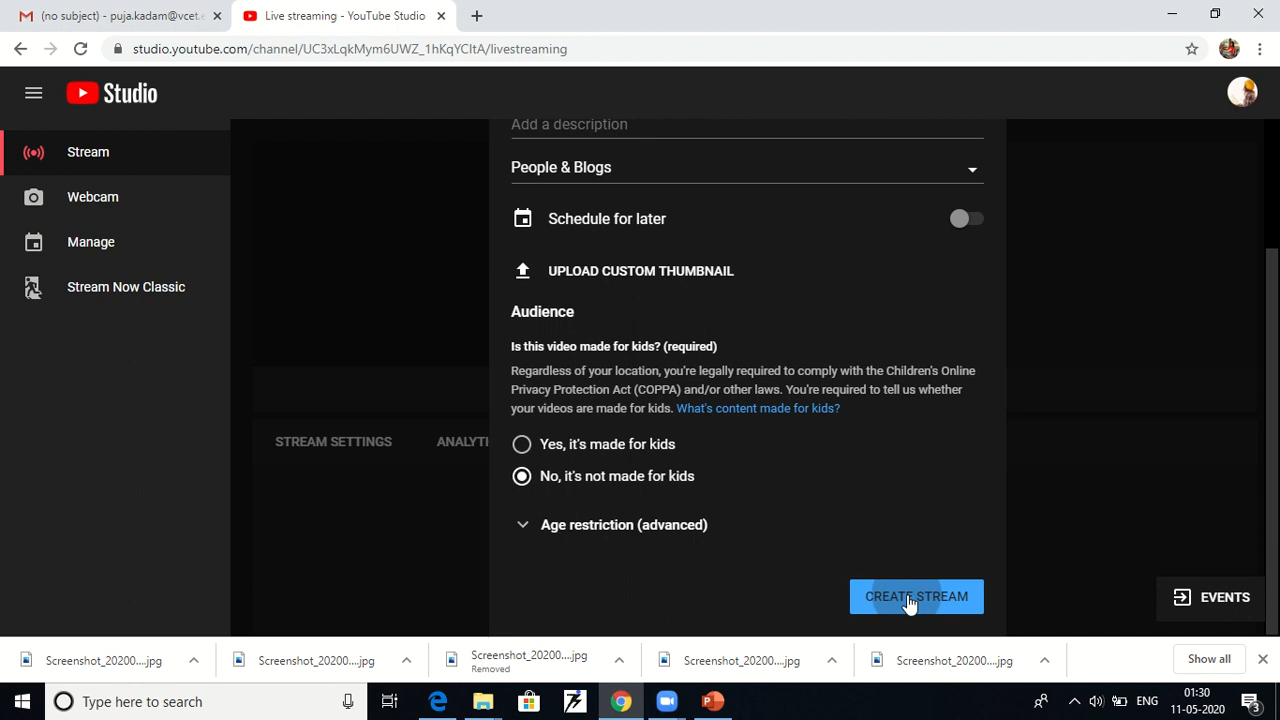 (no subject) - puja.kadam@vcet.e
Live streaming - YouTube Studio
studio.youtube.com/channel/UC3xLqkMym6UWZ_1hKqYCItA/livestreaming
Studio
Stream
Webcam
Manage
Stream Now Classic
Add a description
People & Blogs
Schedule for later
UPLOAD CUSTOM THUMBNAIL
Audience
Is this video made for kids? (required)
Regardless of your location, you're legally required to comply with the Children's Online
Privacy Protection Act (COPPA) and/or other laws. You're required to tell us whether
your videos are made for kids. What's content made for kids?
STREAM SETTINGS
ANALYTI
Yes, it's made for kids
No, it's not made for kids
Age restriction (advanced)
CREATE STREAM
EVENTS
Screenshot_20200....jpg
Screenshot_20200....jpg
Screenshot_20200....jpg
Removed
Screenshot_20200....jpg
Screenshot_20200....jpg
Show all
Type here to search
ENG
01:30
11-05-2020
3